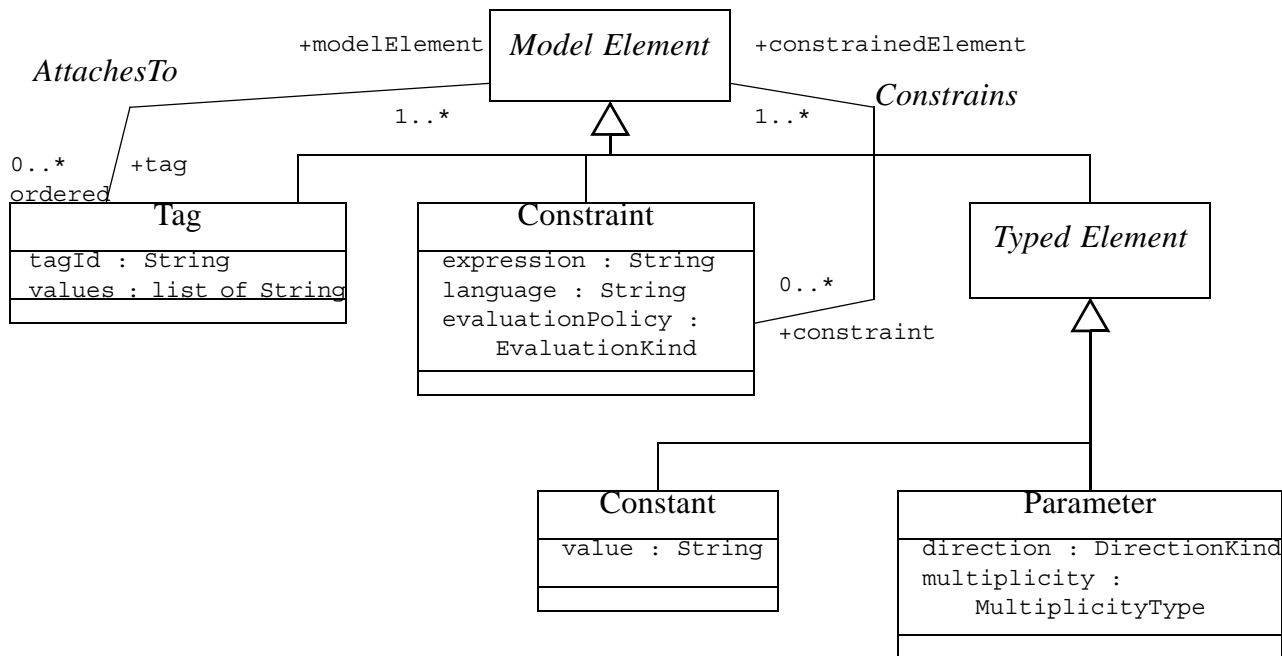 +modelElement
Model Element
+constrainedElement
AttachesTo
Constrains
1..*
1..*
0..*
+tag
ordered
Tag
tagId : String
values : list of String
Constraint
expression : String
language : String
evaluationPolicy :
EvaluationKind
0..*
+constraint
Typed Element
Constant
value : String
Parameter
direction : DirectionKind
multiplicity :
MultiplicityType